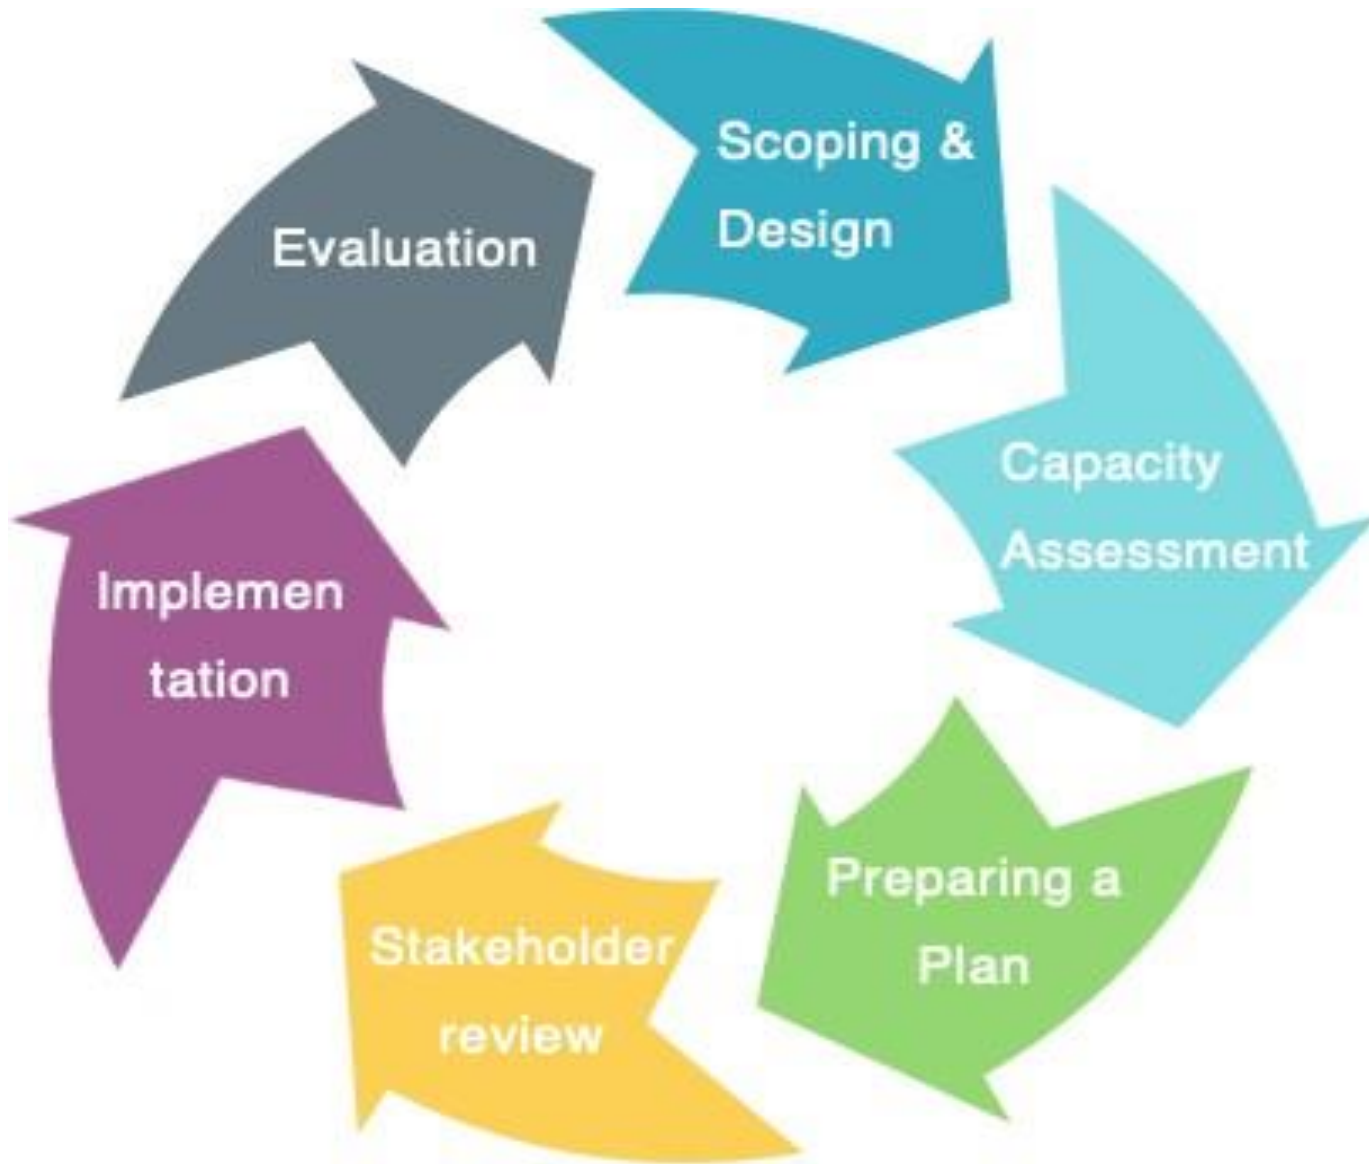 Scoping &
Design
Capacity
Assessment
Preparing a
Plan
Stakeholder
review
Implemen
tation
Evaluation